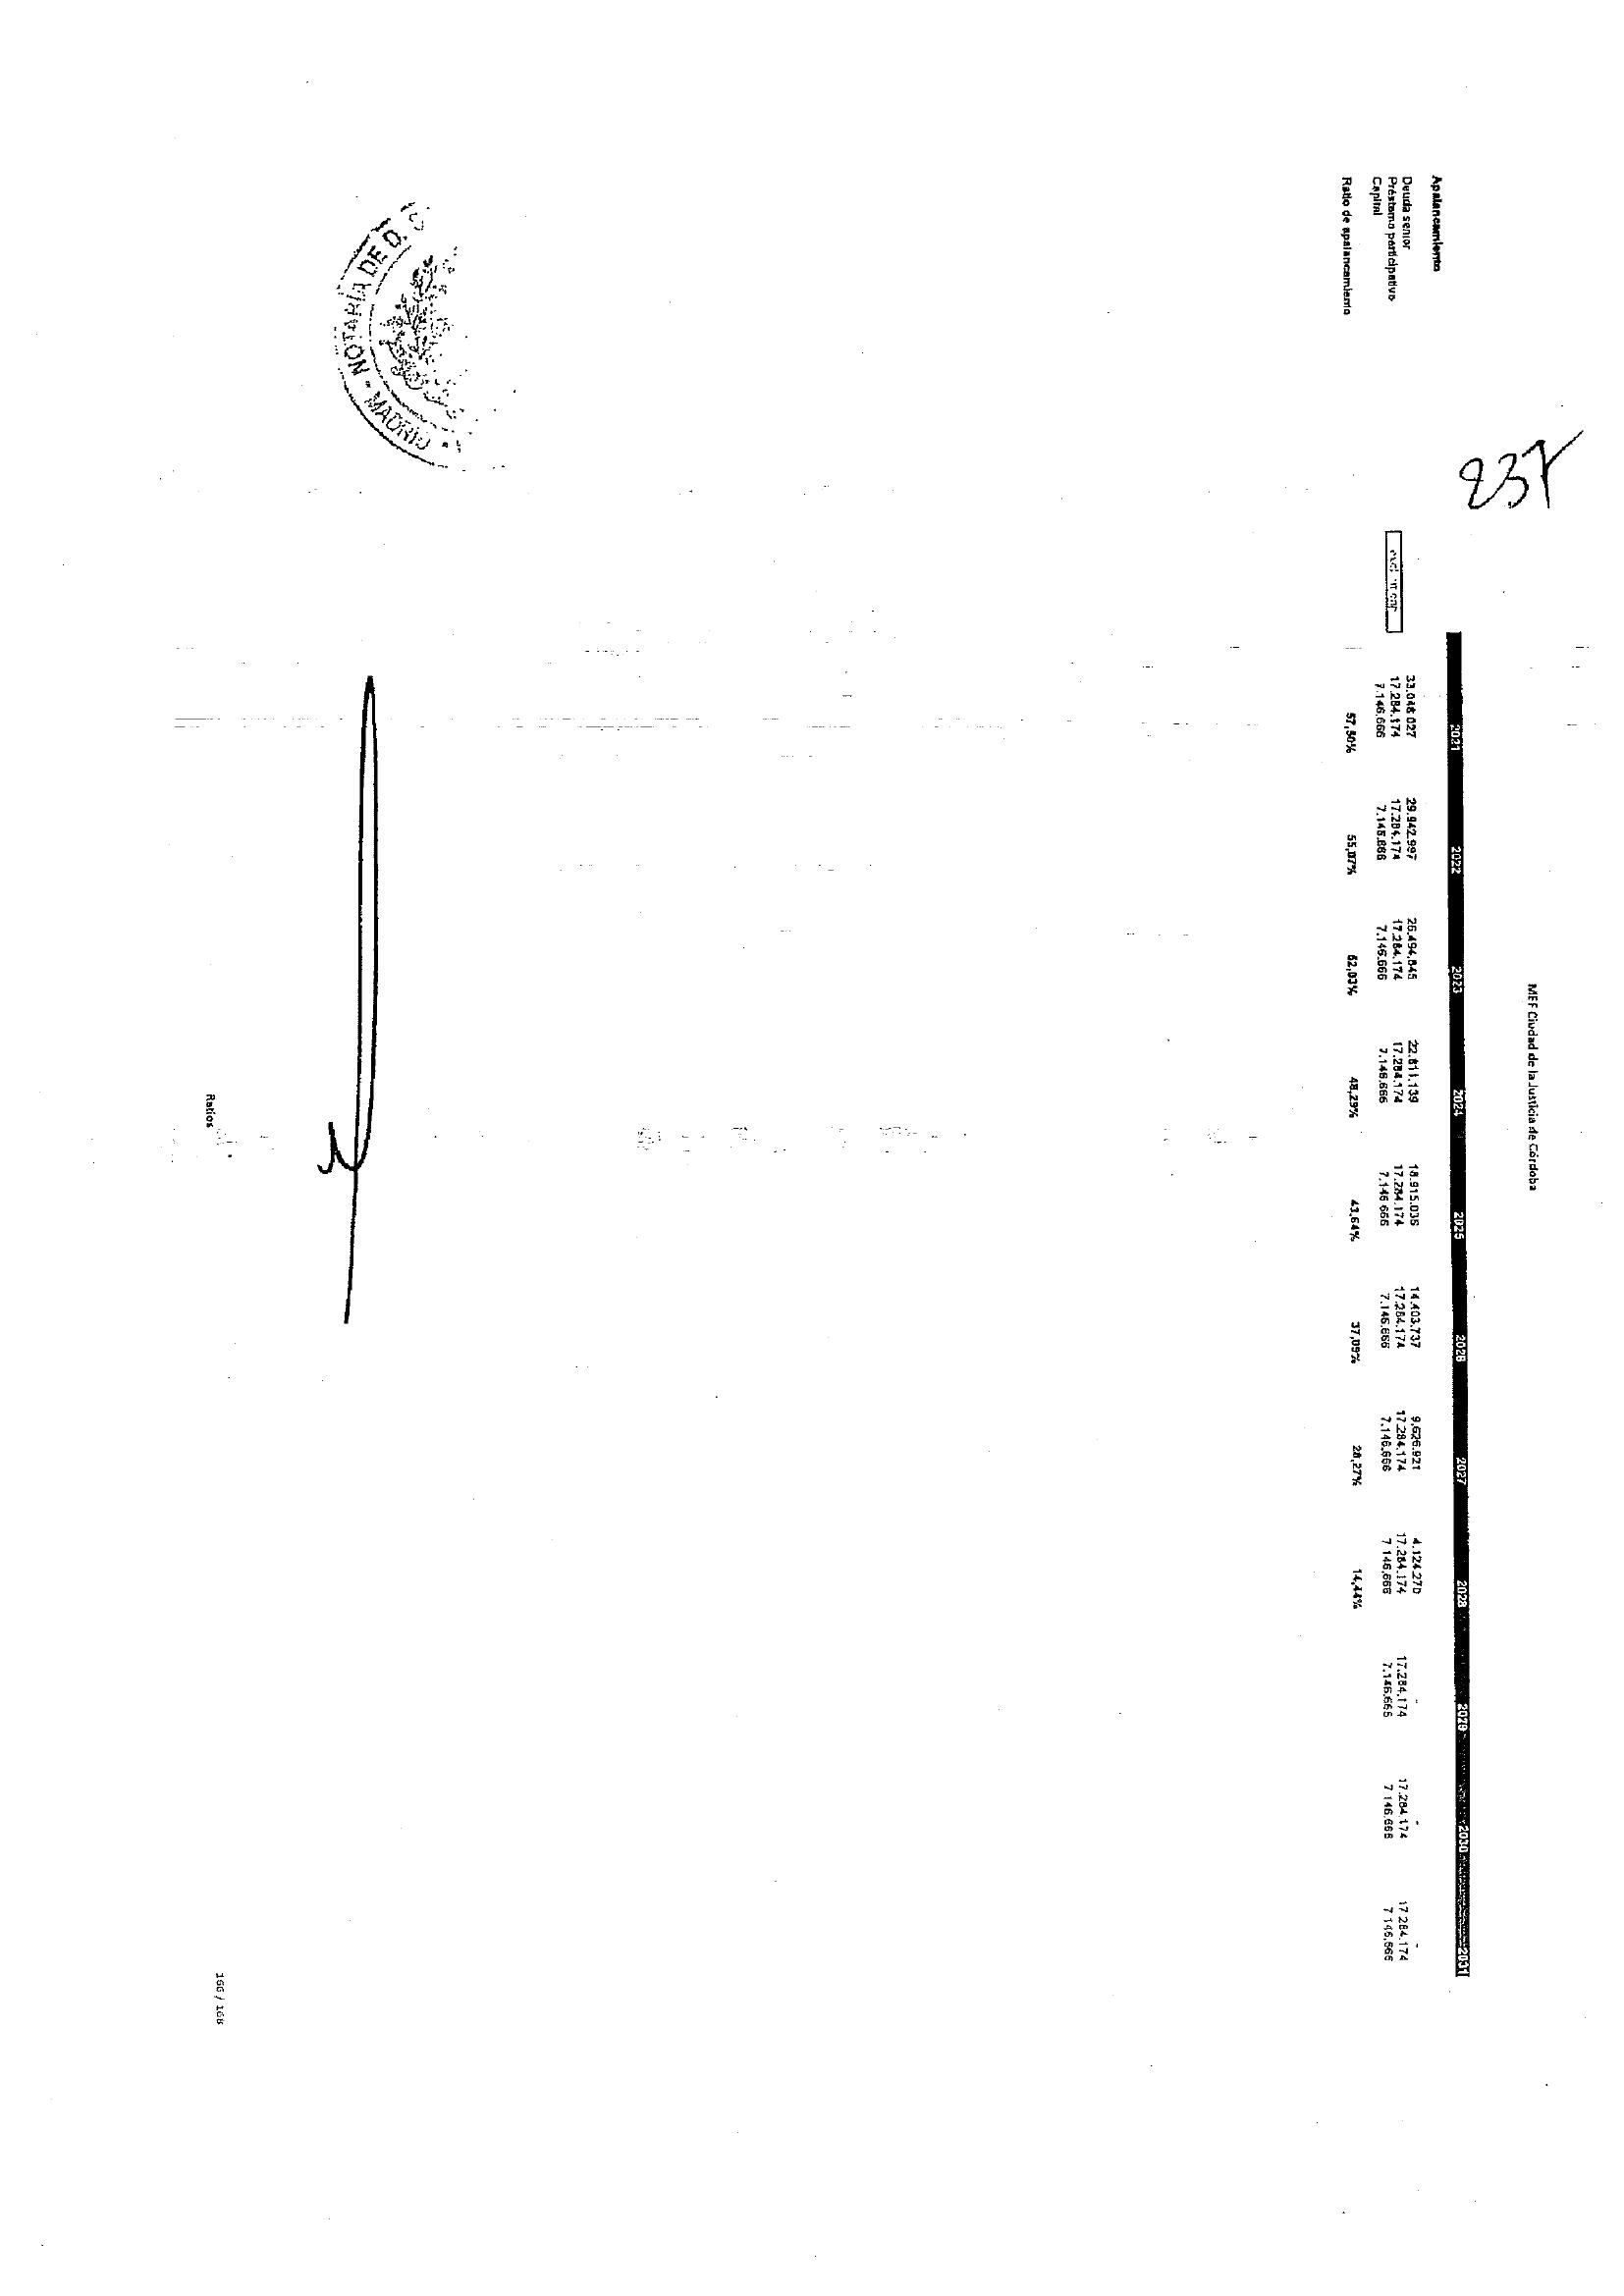 237
MEF Ciudad de la Justicia de Córdoba
2021 2022 2023 2024 2025 2026 2027 2028 2029 2030 2031
Apalancamiento
Deuda senior 33.048.027 29.942.997 26.494.845 22.811.139 18.915.036 14.403.737 9.626.921 4.124.270 - - -
Préstamo participativo 17.284.174 17.284.174 17.284.174 17.284.174 17.284.174 17.284.174 17.284.174 17.284.174 17.284.174 17.284.174 17.284.174
Capital 7.146.666 7.146.666 7.146.666 7.146.666 7.146.666 7.146.666 7.146.666 7.146.666 7.146.666 7.146.666 7.146.666
Ratio de apalancamiento 57,50% 55,07% 52,03% 48,29% 43,64% 37,09% 28,27% 14,44%
NOTARÍA DE D.
- MADRID -
Ratios
166 / 168